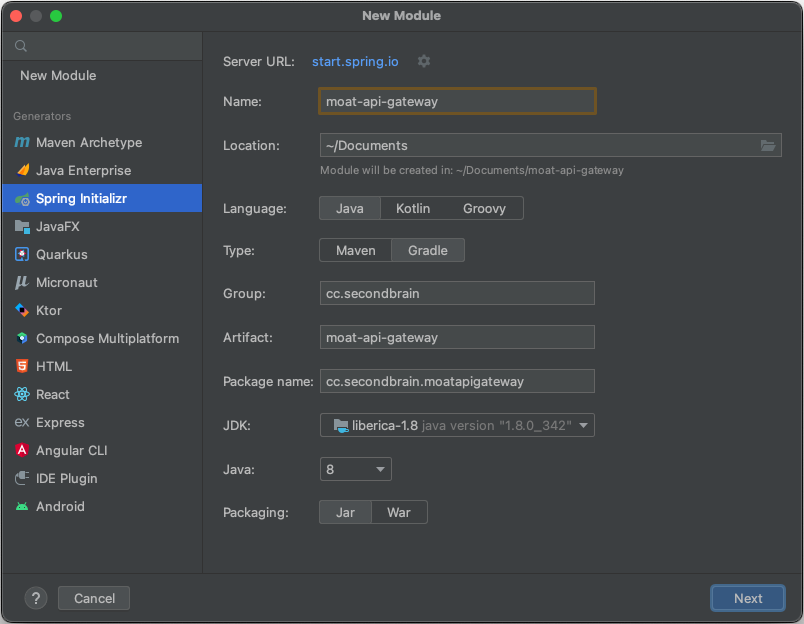 New Module
New Module
Generators
Maven Archetype
Java Enterprise
Spring Initializr
JavaFX
Quarkus
Micronaut
Ktor
Compose Multiplatform
HTML
React
Express
Angular CLI
IDE Plugin
Android
Server URL: start.spring.io
Name: moat-api-gateway
Location: ~/Documents
Module will be created in: ~/Documents/moat-api-gateway
Language: Java Kotlin Groovy
Type: Maven Gradle
Group: cc.secondbrain
Artifact: moat-api-gateway
Package name: cc.secondbrain.moatapigateway
JDK: liberica-1.8 java version "1.8.0_342"
Java: 8
Packaging: Jar War
? Cancel Next